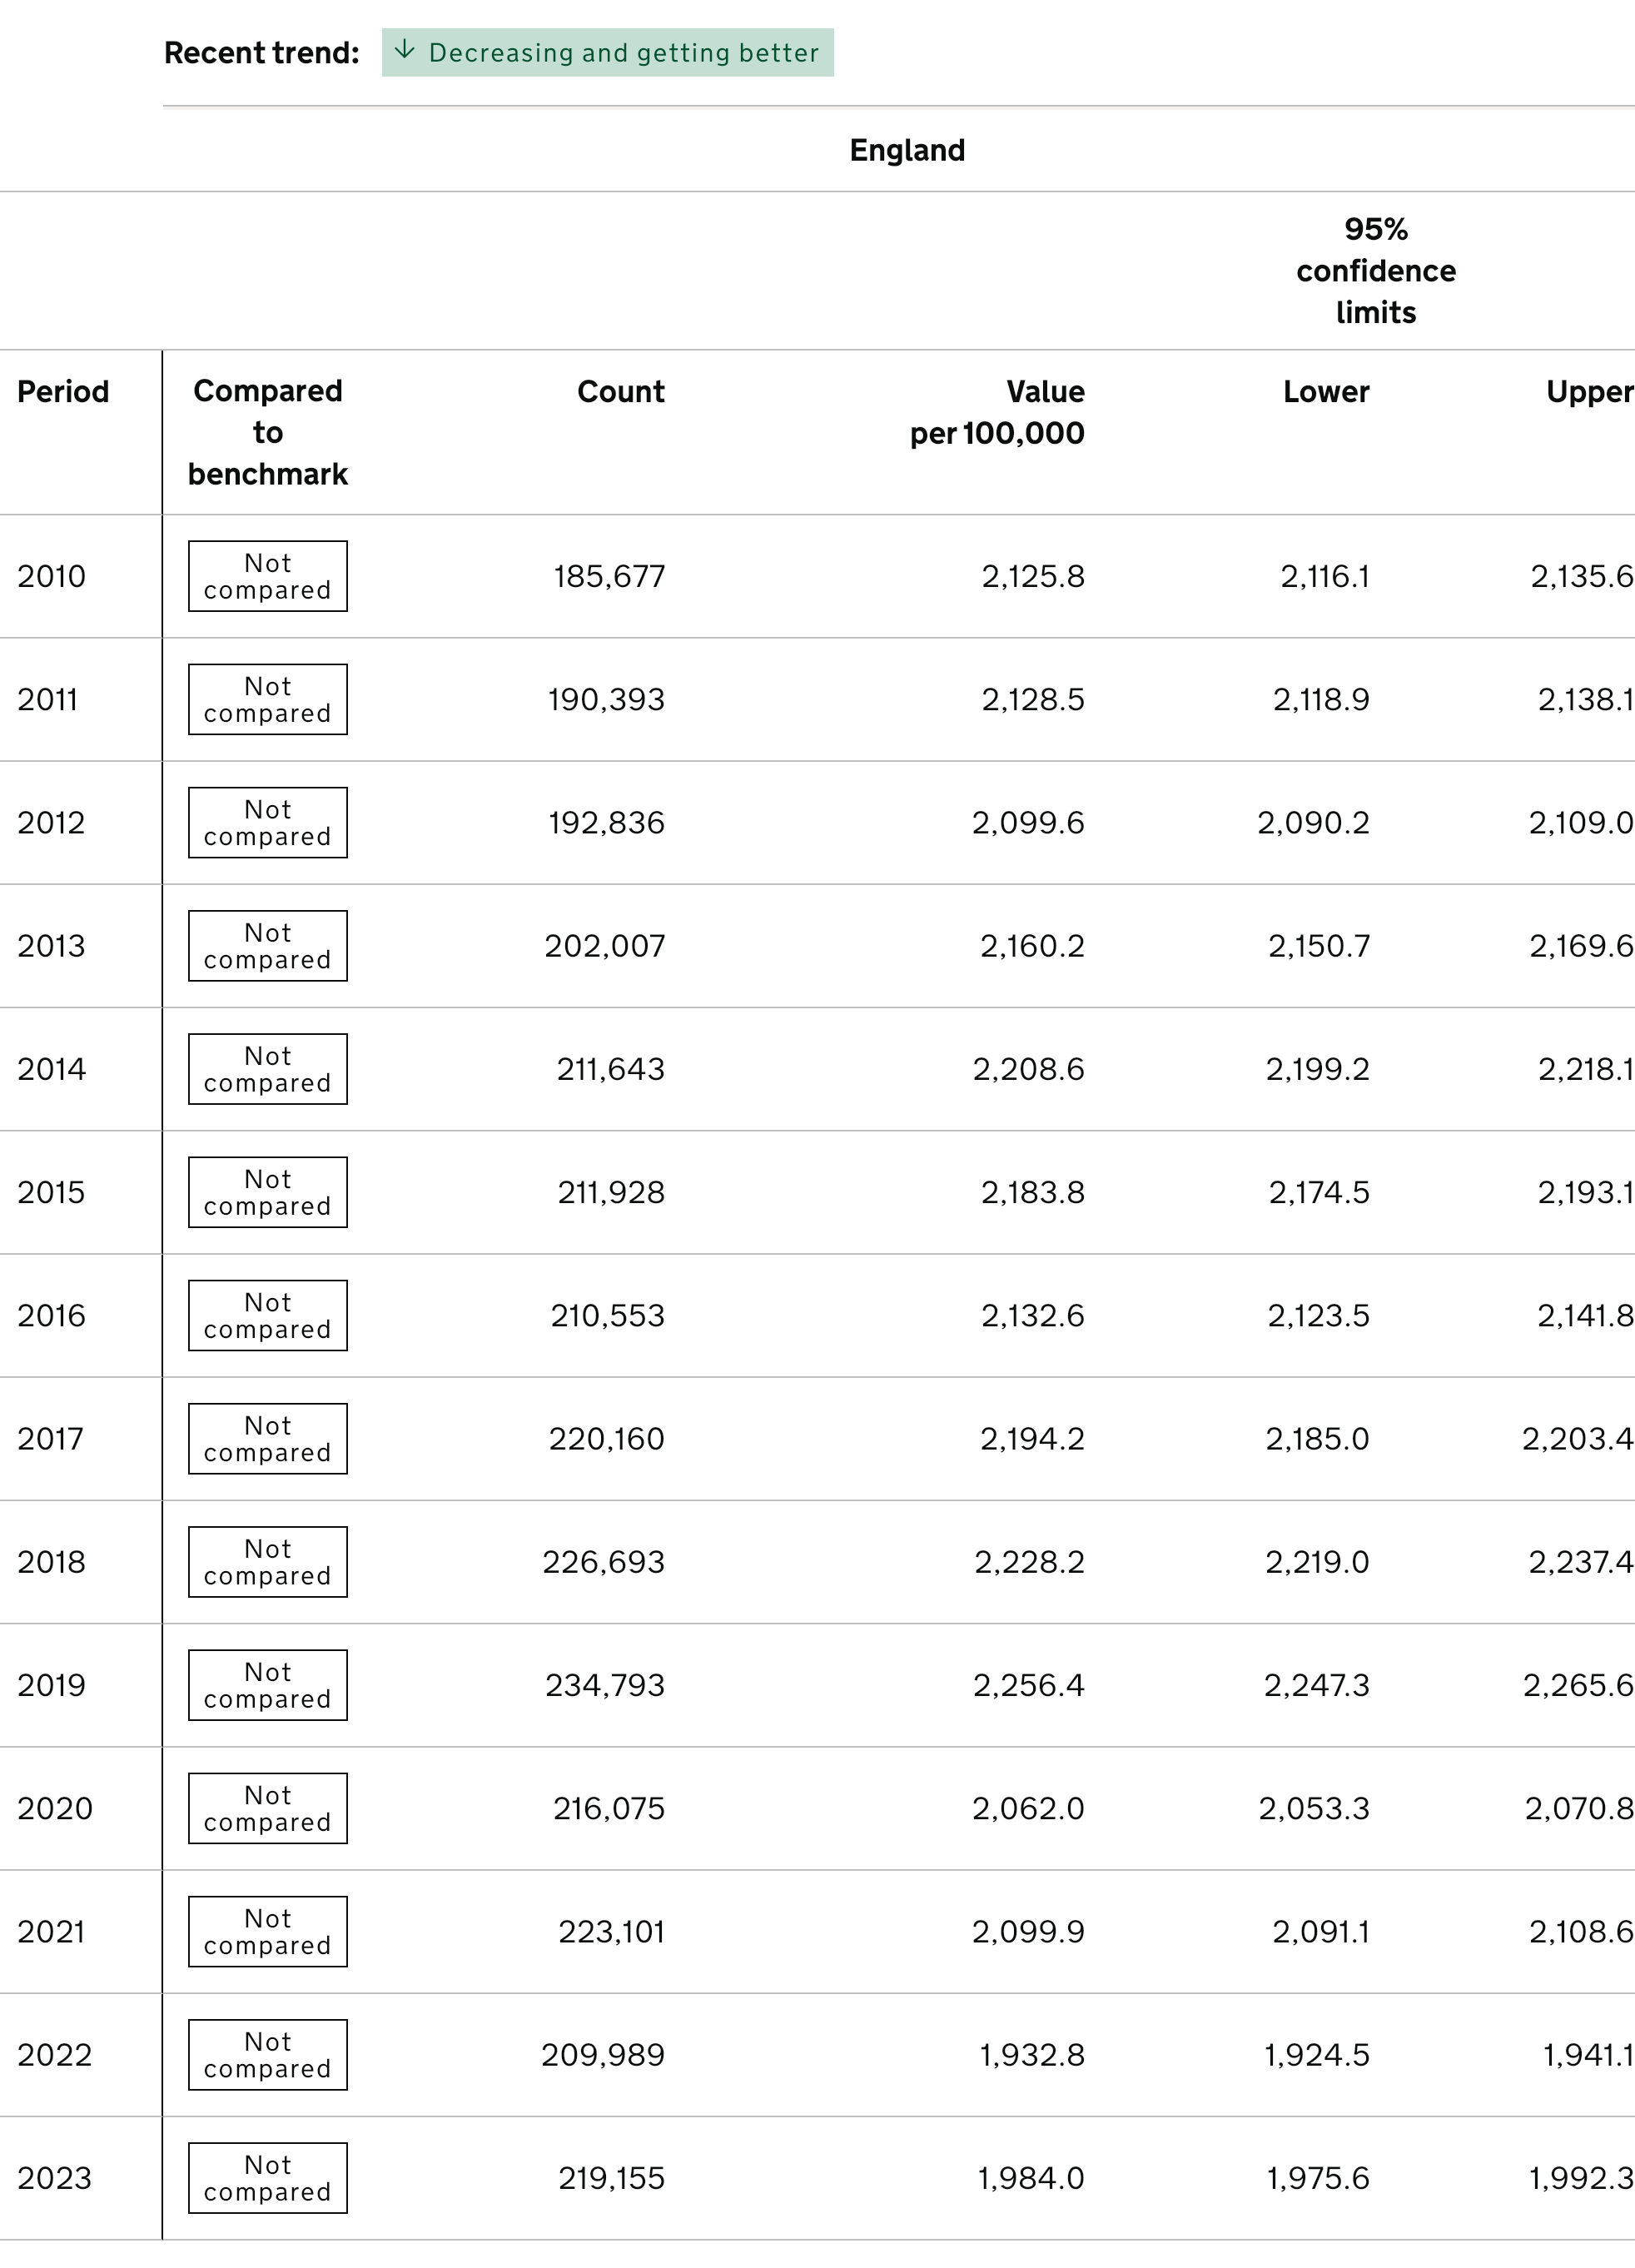 Recent trend: ↓ Decreasing and getting better
England
95%
confidence
limits
Period Compared to benchmark Count Value per 100,000 Lower Upper
2010 Not compared 185,677 2,125.8 2,116.1 2,135.6
2011 Not compared 190,393 2,128.5 2,118.9 2,138.1
2012 Not compared 192,836 2,099.6 2,090.2 2,109.0
2013 Not compared 202,007 2,160.2 2,150.7 2,169.6
2014 Not compared 211,643 2,208.6 2,199.2 2,218.1
2015 Not compared 211,928 2,183.8 2,174.5 2,193.1
2016 Not compared 210,553 2,132.6 2,123.5 2,141.8
2017 Not compared 220,160 2,194.2 2,185.0 2,203.4
2018 Not compared 226,693 2,228.2 2,219.0 2,237.4
2019 Not compared 234,793 2,256.4 2,247.3 2,265.6
2020 Not compared 216,075 2,062.0 2,053.3 2,070.8
2021 Not compared 223,101 2,099.9 2,091.1 2,108.6
2022 Not compared 209,989 1,932.8 1,924.5 1,941.1
2023 Not compared 219,155 1,984.0 1,975.6 1,992.3